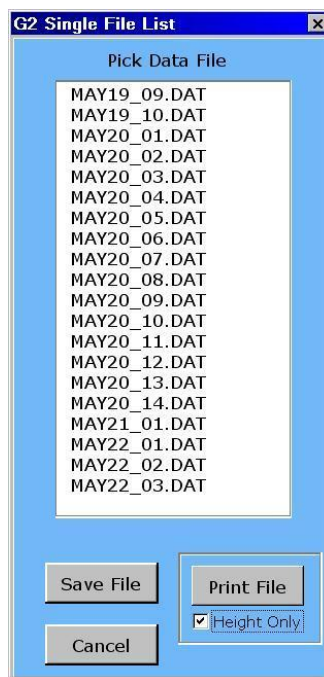 G2 Single File List
Pick Data File
MAY19_09.DAT
MAY19_10.DAT
MAY20_01.DAT
MAY20_02.DAT
MAY20_03.DAT
MAY20_04.DAT
MAY20_05.DAT
MAY20_06.DAT
MAY20_07.DAT
MAY20_08.DAT
MAY20_09.DAT
MAY20_10.DAT
MAY20_11.DAT
MAY20_12.DAT
MAY20_13.DAT
MAY20_14.DAT
MAY21_01.DAT
MAY22_01.DAT
MAY22_02.DAT
MAY22_03.DAT
Save File
Print File
Height Only
Cancel